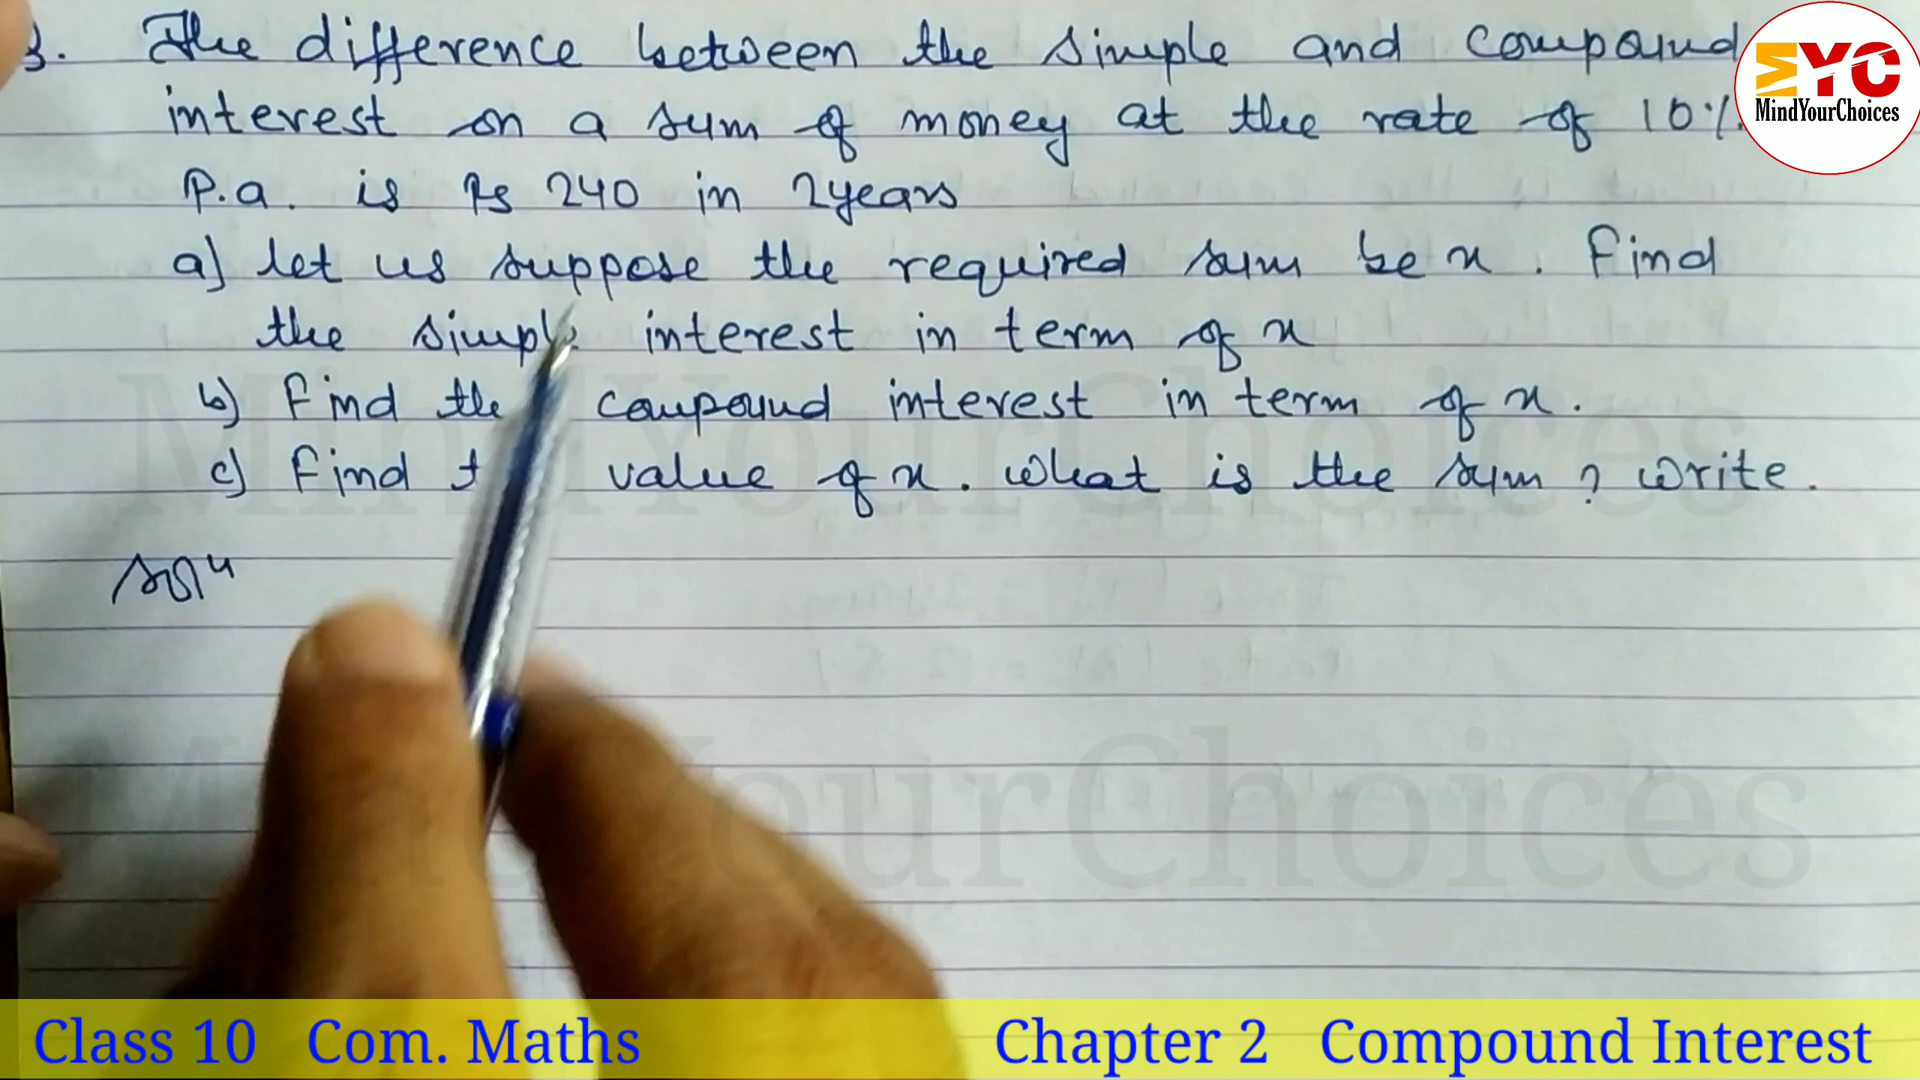 3. The difference between the simple and compound
interest on a sum of money at the rate of 10%
P.a. is Rs 240 in 2years
a) let us suppose the required sum be x. Find
the simple interest in term of x
b) Find the compound interest in term of x.
c) Find value of x. What is the sum? write.
Solⁿ
MYC
MindYourChoices
MindYourChoices
MindYourChoices
Class 10 Com. Maths Chapter 2 Compound Interest